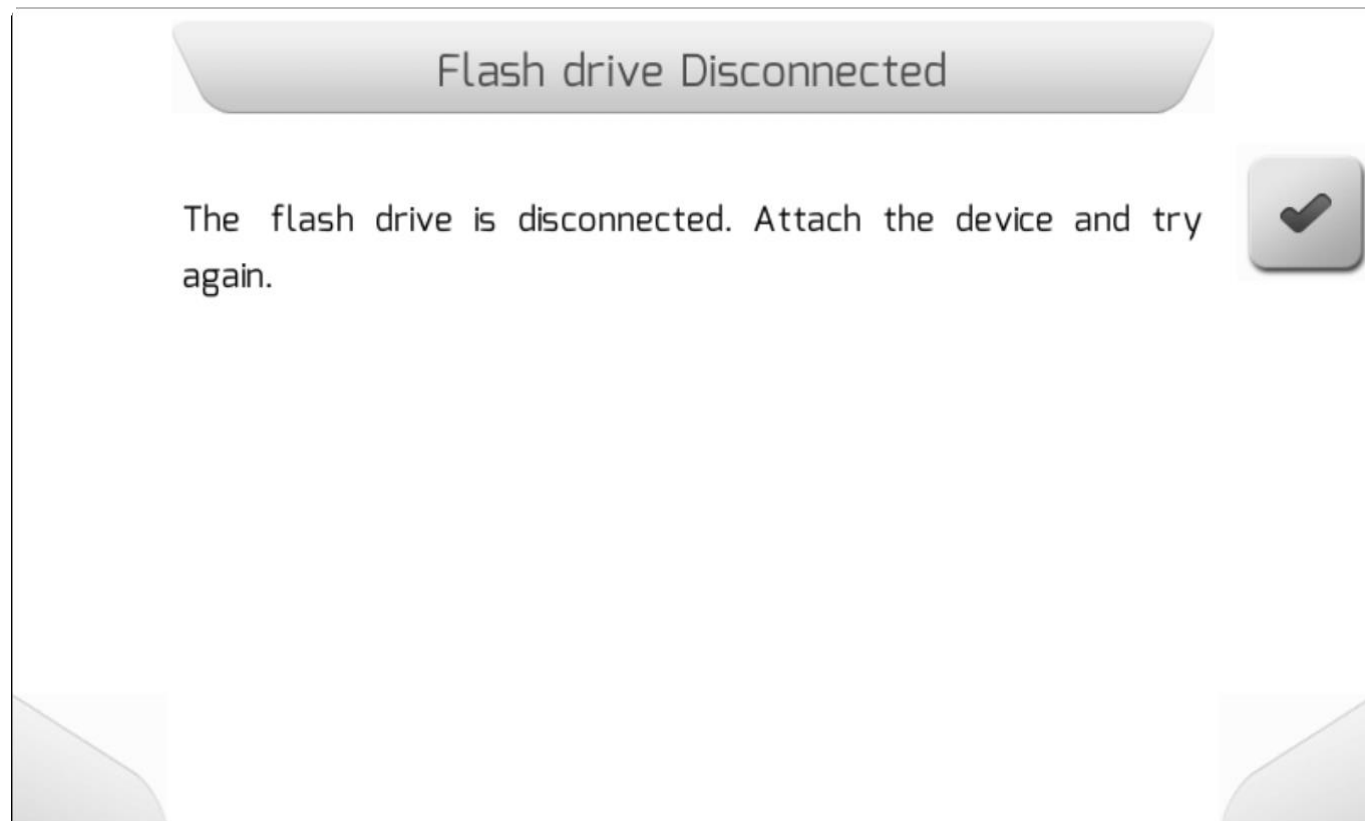 Flash drive Disconnected
The flash drive is disconnected. Attach the device and try
again.